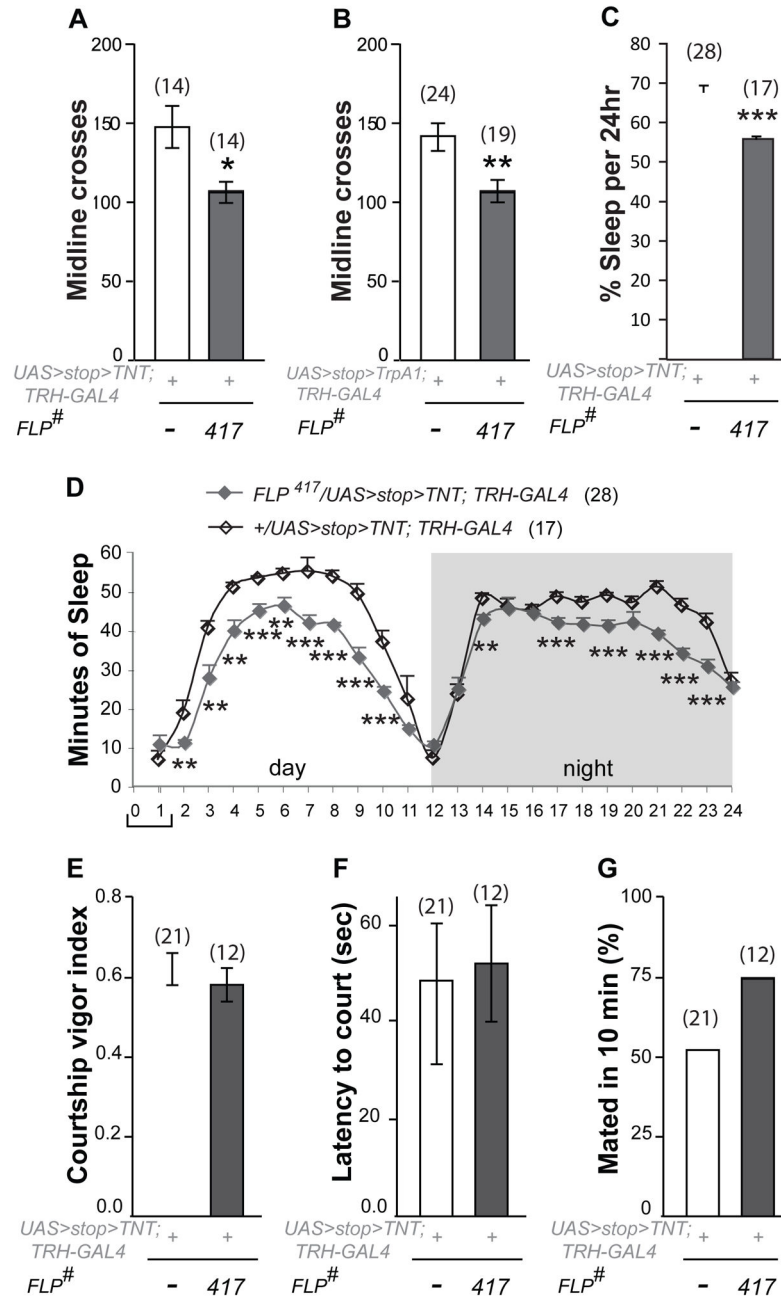 A
Midline crosses
200
150
100
50
0
(14)
(14)
*
UAS>stop>TNT;
TRH-GAL4
+ +
FLP#
- 417
B
Midline crosses
200
150
100
50
0
(24)
(19)
**
UAS>stop>TrpA1;
TRH-GAL4
+ +
FLP#
- 417
C
% Sleep per 24hr
80
70
60
50
40
30
20
10
(28)
(17)
***
UAS>stop>TNT;
TRH-GAL4
+ +
FLP#
- 417
D
FLP 417/UAS>stop>TNT; TRH-GAL4 (28)
+/UAS>stop>TNT; TRH-GAL4 (17)
Minutes of Sleep
60
50
40
30
20
10
0
** ** ** *** ** *** *** *** ***
** *** *** *** *** ***
day night
0 1 2 3 4 5 6 7 8 9 10 11 12 13 14 15 16 17 18 19 20 21 22 23 24
E
Courtship vigor index
0.8
0.6
0.4
0.2
0.0
(21)
(12)
UAS>stop>TNT;
TRH-GAL4
+ +
FLP#
- 417
F
Latency to court (sec)
60
40
20
0.0
(21)
(12)
UAS>stop>TNT;
TRH-GAL4
+ +
FLP#
- 417
G
Mated in 10 min (%)
100
75
50
25
0
(21)
(12)
UAS>stop>TNT;
TRH-GAL4
+ +
FLP#
- 417